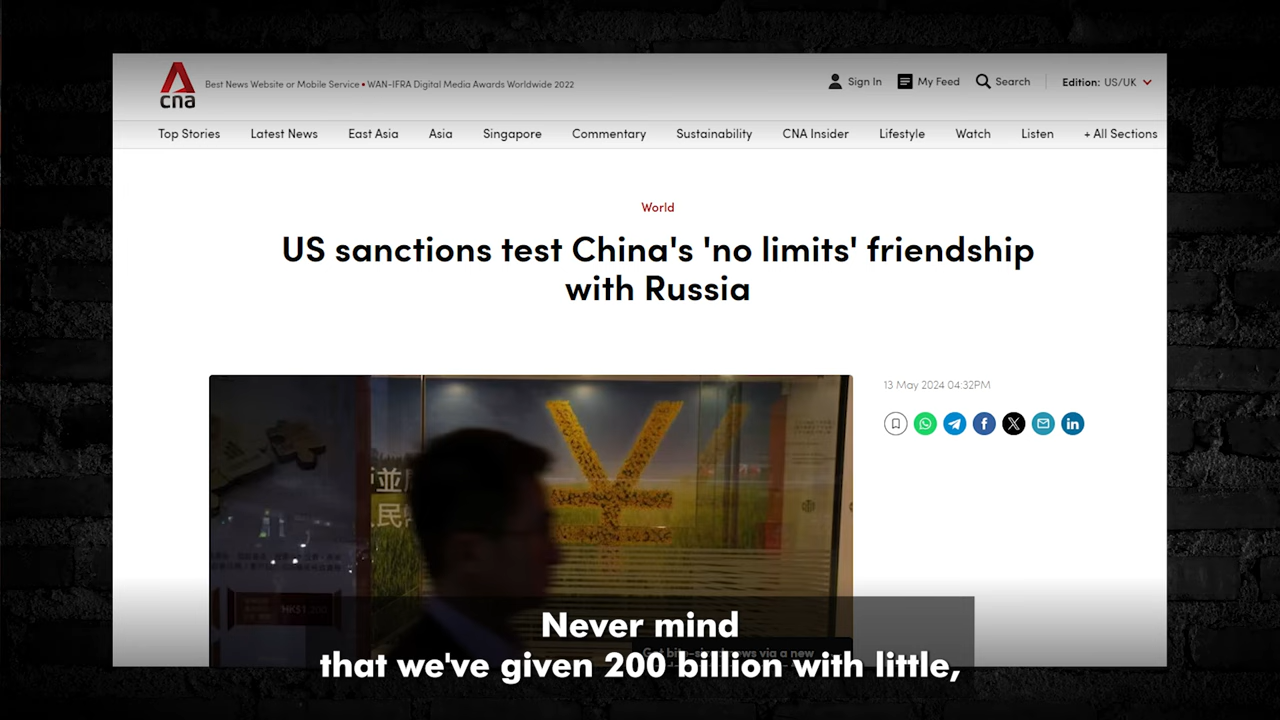 cna
Best News Website or Mobile Service • WAN-IFRA Digital Media Awards Worldwide 2022
Sign In
My Feed
Search
Edition: US/UK
Top Stories
Latest News
East Asia
Asia
Singapore
Commentary
Sustainability
CNA Insider
Lifestyle
Watch
Listen
+ All Sections
World
US sanctions test China's 'no limits' friendship
with Russia
13 May 2024 04:32PM
HK$1 200
Never mind
that we've given 200 billion with little,